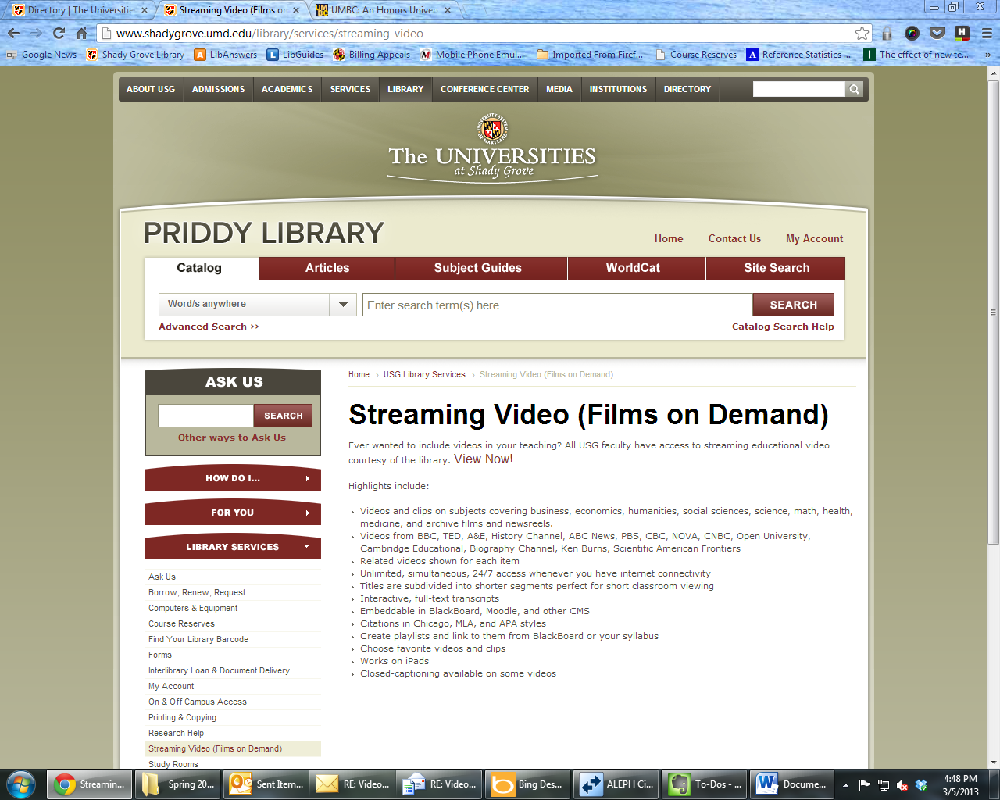 Directory | The Universitie
Streaming Video (Films or
UMBC: An Honors Univer
www.shadygrove.umd.edu/library/services/streaming-video
Google News
Shady Grove Library
LibAnswers
LibGuides
Billing Appeals
Mobile Phone Emul...
Imported From Firef...
Course Reserves
Reference Statistics ...
The effect of new te...
»
ABOUT USG
ADMISSIONS
ACADEMICS
SERVICES
LIBRARY
CONFERENCE CENTER
MEDIA
INSTITUTIONS
DIRECTORY
The UNIVERSITIES
at Shady Grove
PRIDDY LIBRARY
Home
Contact Us
My Account
Catalog
Articles
Subject Guides
WorldCat
Site Search
Word/s anywhere
Enter search term(s) here...
SEARCH
Advanced Search >>
Catalog Search Help
ASK US
SEARCH
Other ways to Ask Us
HOW DO I...
FOR YOU
LIBRARY SERVICES
Ask Us
Borrow, Renew, Request
Computers & Equipment
Course Reserves
Find Your Library Barcode
Forms
Interlibrary Loan & Document Delivery
My Account
On & Off Campus Access
Printing & Copying
Research Help
Streaming Video (Films on Demand)
Study Rooms
Home › USG Library Services › Streaming Video (Films on Demand)
Streaming Video (Films on Demand)
Ever wanted to include videos in your teaching? All USG faculty have access to streaming educational video
courtesy of the library. View Now!
Highlights include:
Videos and clips on subjects covering business, economics, humanities, social sciences, science, math, health,
medicine, and archive films and newsreels.
Videos from BBC, TED, A&E, History Channel, ABC News, PBS, CBC, NOVA, CNBC, Open University,
Cambridge Educational, Biography Channel, Ken Burns, Scientific American Frontiers
Related videos shown for each item
Unlimited, simultaneous, 24/7 access whenever you have internet connectivity
Titles are subdivided into shorter segments perfect for short classroom viewing
Interactive, full-text transcripts
Embeddable in BlackBoard, Moodle, and other CMS
Citations in Chicago, MLA, and APA styles
Create playlists and link to them from BlackBoard or your syllabus
Choose favorite videos and clips
Works on iPads
Closed-captioning available on some videos
Streamin...
Spring 20...
Sent Item...
RE: Video...
RE: Video...
Bing Des...
ALEPH Ci...
To-Dos - ...
Docume...
4:48 PM
3/5/2013